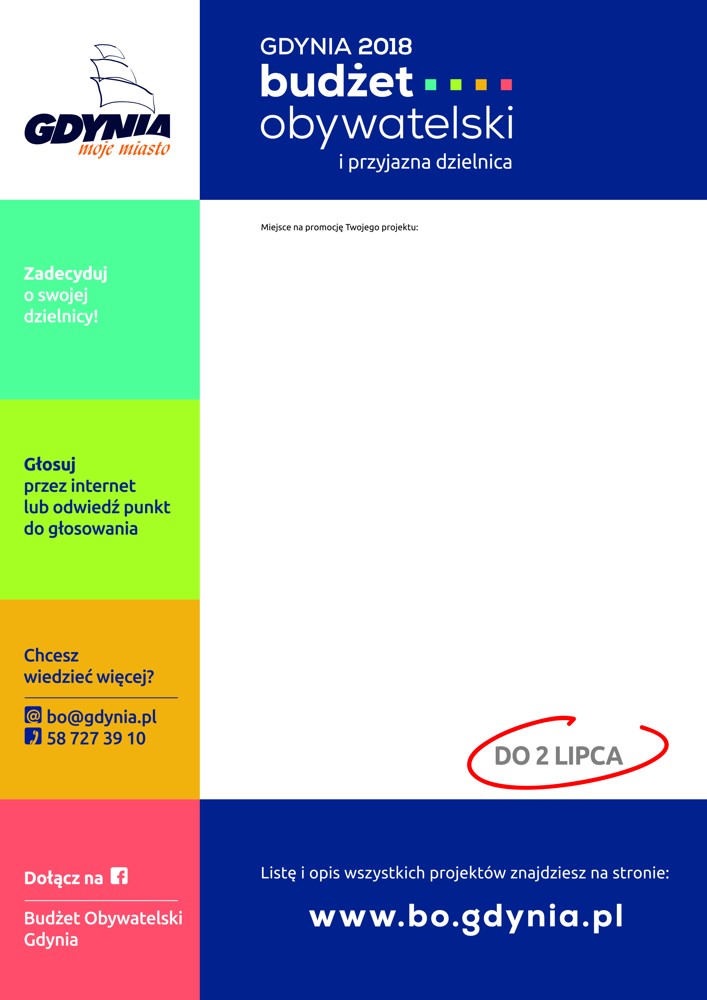 GDYNIA
moje miasto
GDYNIA 2018
budżet
obywatelski
i przyjazna dzielnica
Zadecyduj
o swojej
dzielnicy!
Głosuj
przez internet
lub odwiedź punkt
do głosowania
Chcesz
wiedzieć więcej?
@ bo@gdynia.pl
58 727 39 10
Dołącz na f
Budżet Obywatelski
Gdynia
Miejsce na promocję Twojego projektu:
DO 2 LIPCA
Listę i opis wszystkich projektów znajdziesz na stronie:
www.bo.gdynia.pl